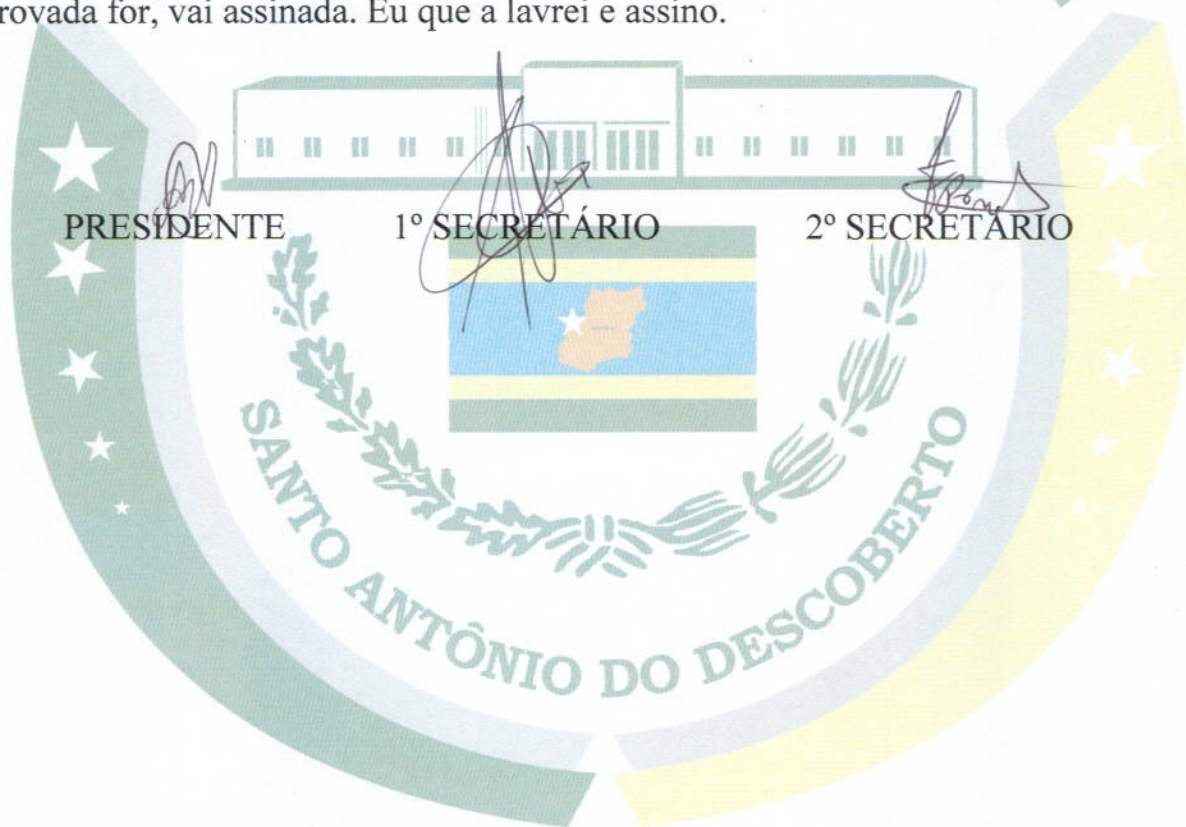 rovada for, vai assinada. Eu que a lavrei e assino.
PRESIDENTE 1º SECRETÁRIO 2º SECRETÁRIO
SANTO ANTÔNIO DO DESCOBERTO